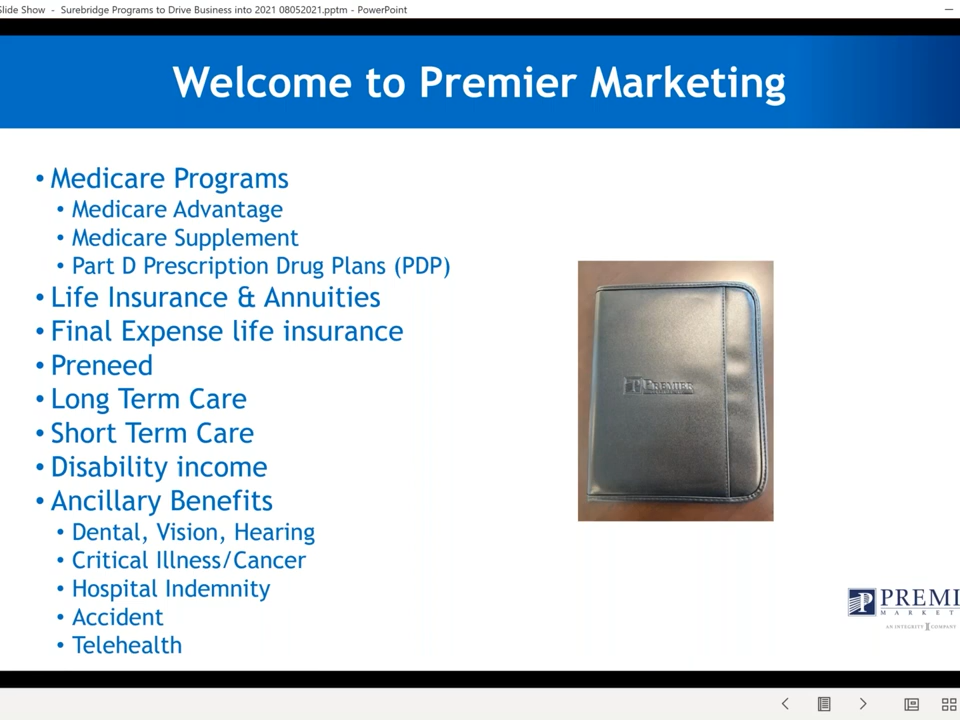 Slide Show - Surebridge Programs to Drive Business into 2021 08052021.pptm - PowerPoint
Welcome to Premier Marketing
• Medicare Programs
• Medicare Advantage
• Medicare Supplement
• Part D Prescription Drug Plans (PDP)
• Life Insurance & Annuities
• Final Expense life insurance
• Preneed
• Long Term Care
• Short Term Care
• Disability income
• Ancillary Benefits
• Dental, Vision, Hearing
• Critical Illness/Cancer
• Hospital Indemnity
• Accident
• Telehealth
PREMIER
PREMI
MARKET
AN INTEGRITY COMPANY